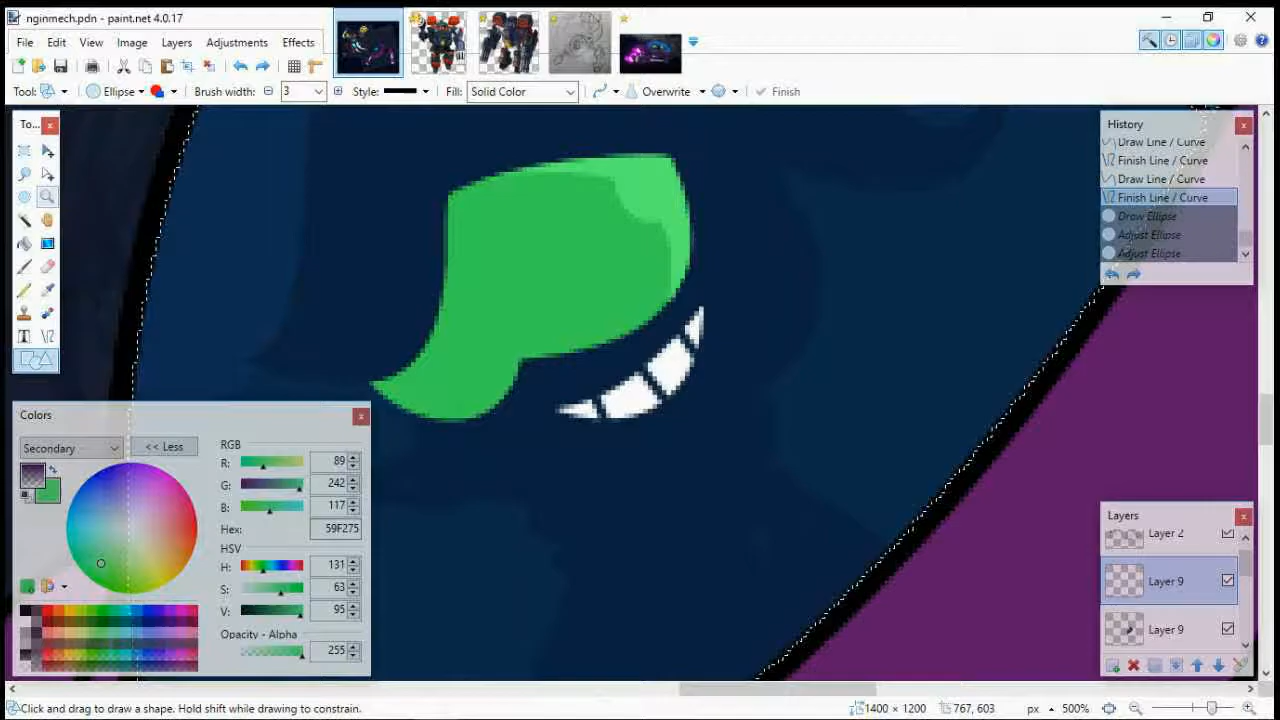 nginmech.pdn - paint.net 4.0.17
File Edit View Image Layers Adjustments Effects
Tool: Ellipse Brush width: 3 Style: Fill: Solid Color Overwrite Finish
To...
History
Draw Line / Curve
Finish Line / Curve
Draw Line / Curve
Finish Line / Curve
Draw Ellipse
Adjust Ellipse
Adjust Ellipse
Colors
Secondary
<< Less
RGB
R: 89
G: 242
B: 117
Hex: 59F275
HSV
H: 131
S: 63
V: 95
Opacity - Alpha
255
Layers
Layer 2
Layer 9
Layer 9
Click and drag to draw a shape. Hold shift while drawing to constrain. 1400 × 1200 767, 603 px 500%